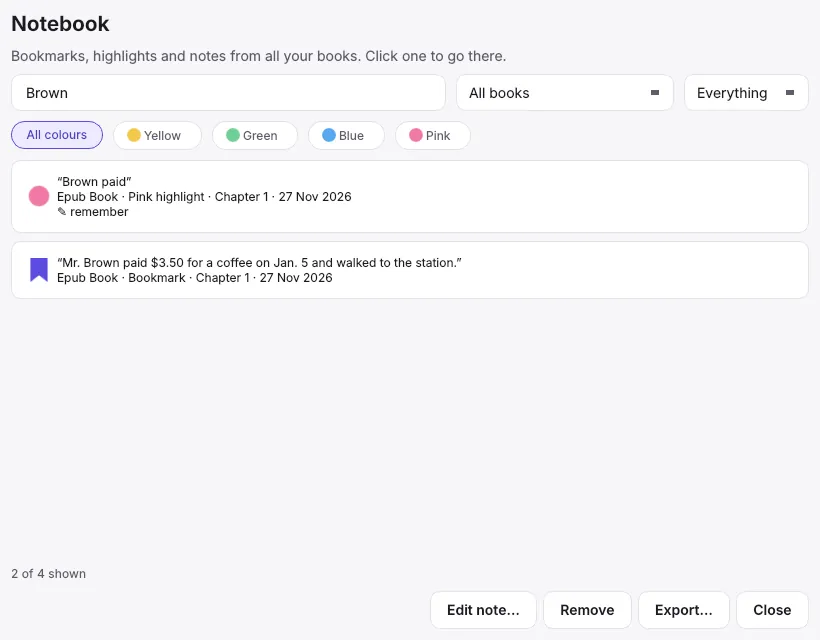 Notebook
Bookmarks, highlights and notes from all your books. Click one to go there.
Brown
All books
Everything
All colours
Yellow
Green
Blue
Pink
“Brown paid”
Epub Book · Pink highlight · Chapter 1 · 27 Nov 2026
✎ remember
“Mr. Brown paid $3.50 for a coffee on Jan. 5 and walked to the station.”
Epub Book · Bookmark · Chapter 1 · 27 Nov 2026
2 of 4 shown
Edit note...
Remove
Export...
Close